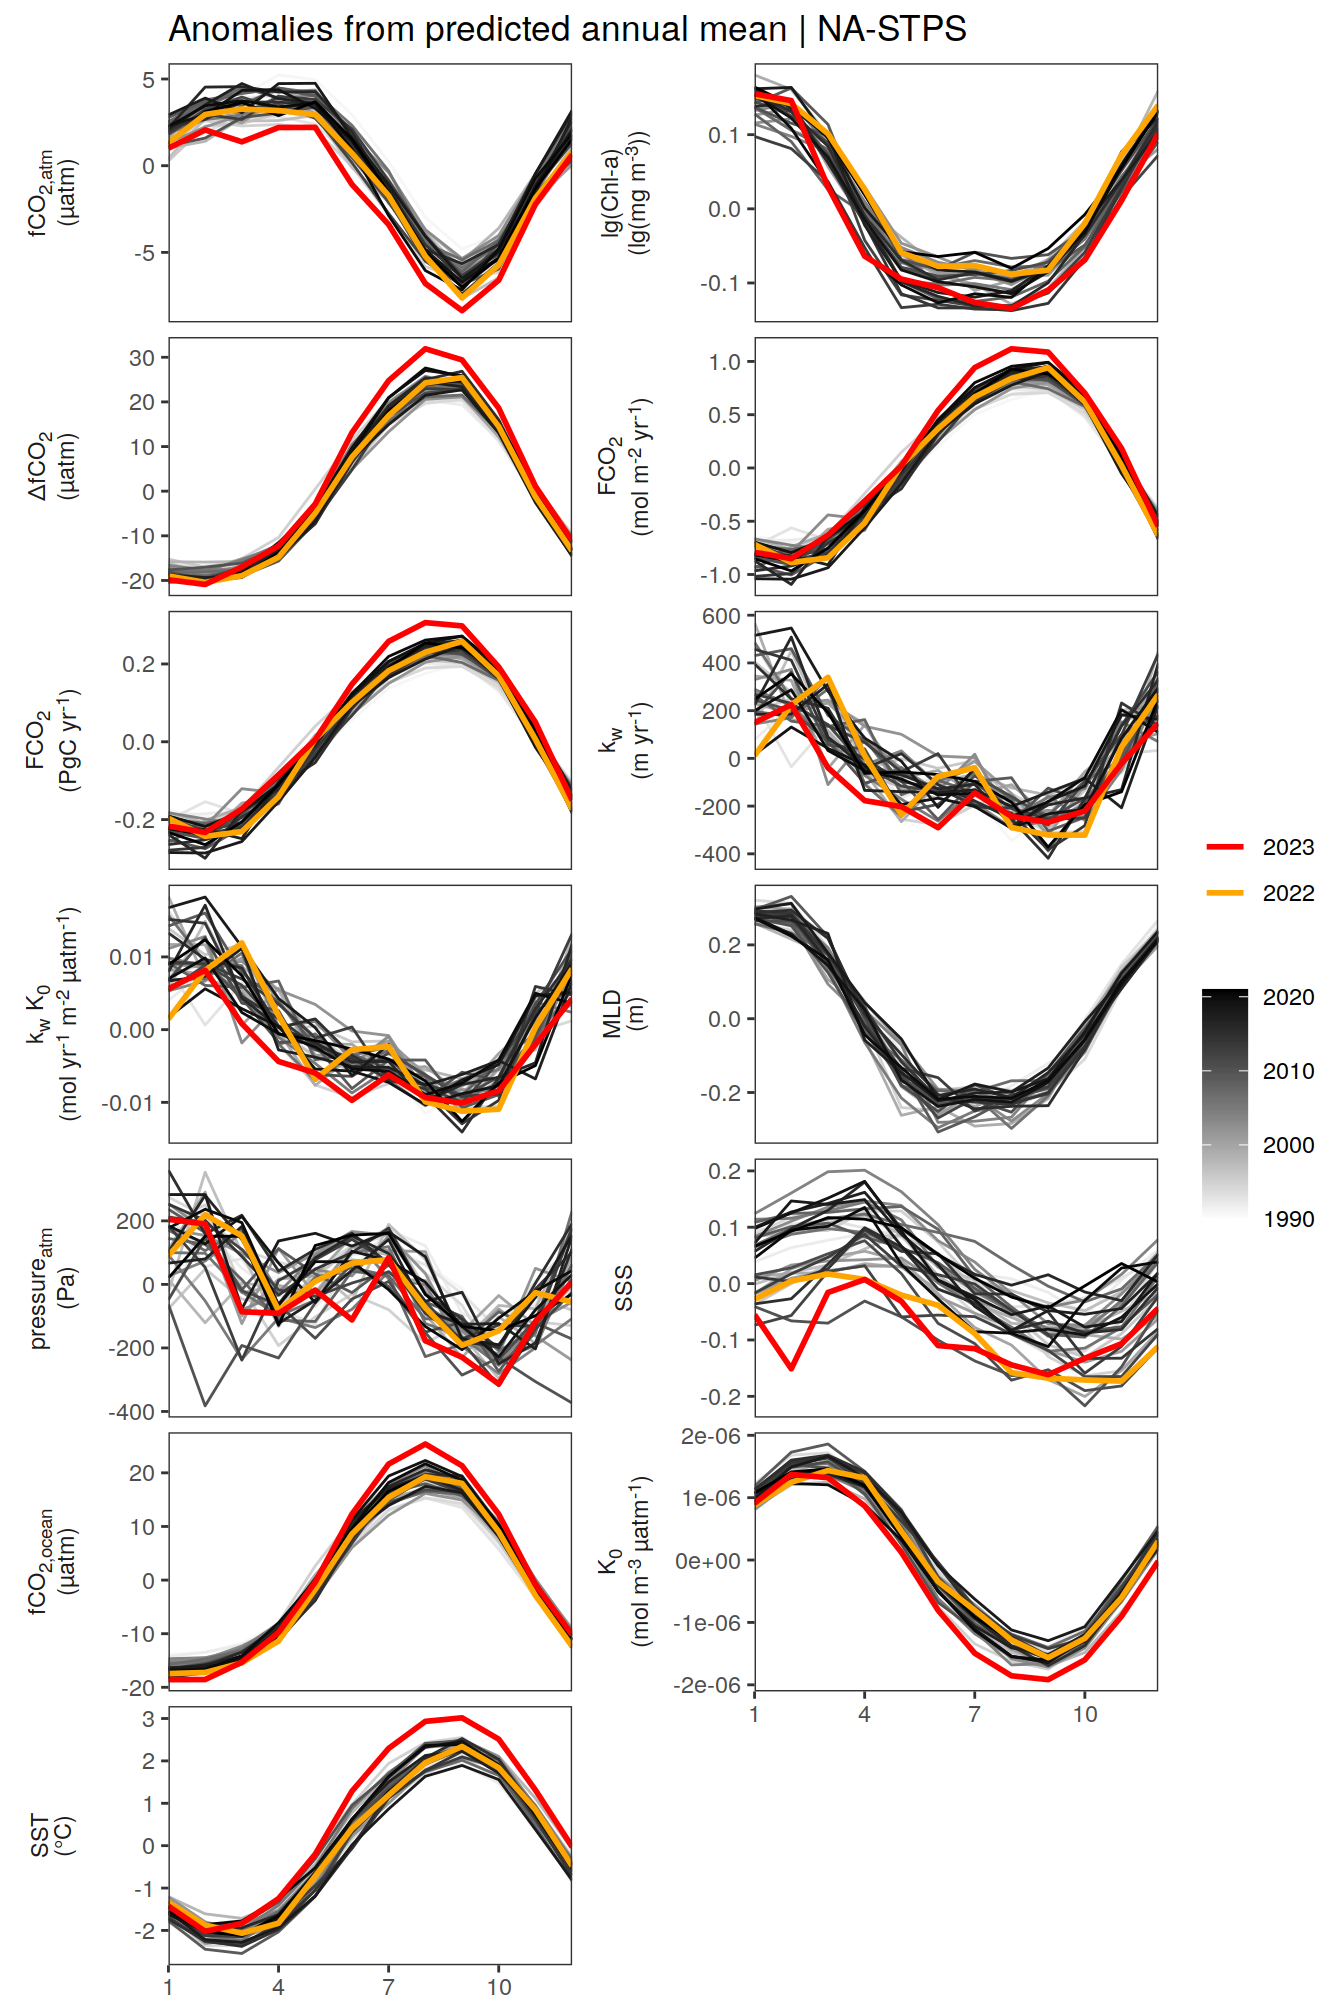 Anomalies from predicted annual mean | NA-STPS
fCO2,atm
(µatm)
5
0
-5
lg(Chl-a)
(lg(mg m-3))
0.1
0.0
-0.1
ΔfCO2
(µatm)
30
20
10
0
-10
-20
FCO2
(mol m-2 yr-1)
1.0
0.5
0.0
-0.5
-1.0
FCO2
(PgC yr-1)
0.2
0.0
-0.2
kw
(m yr-1)
600
400
200
0
-200
-400
kw K0
(mol yr-1 m-2 µatm-1)
0.01
0.00
-0.01
MLD
(m)
0.2
0.0
-0.2
pressureatm
(Pa)
200
0
-200
-400
SSS
0.2
0.1
0.0
-0.1
-0.2
fCO2,ocean
(µatm)
20
10
0
-10
-20
K0
(mol m-3 µatm-1)
2e-06
1e-06
0e+00
-1e-06
-2e-06
1 4 7 10
SST
(°C)
3
2
1
0
-1
-2
1 4 7 10
2023
2022
2020
2010
2000
1990